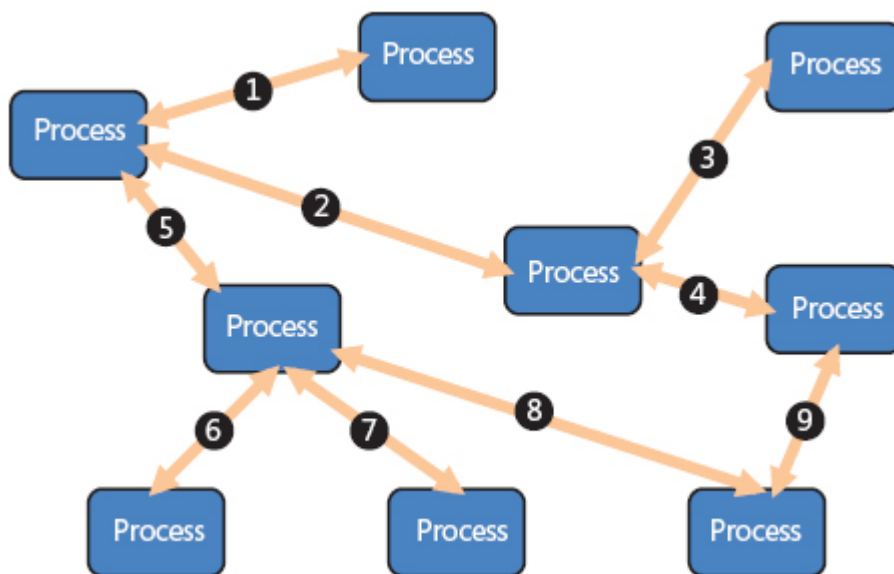 Process
Process
1
Process
3
2
5
Process
4
Process
Process
8
9
6
7
Process
Process
Process